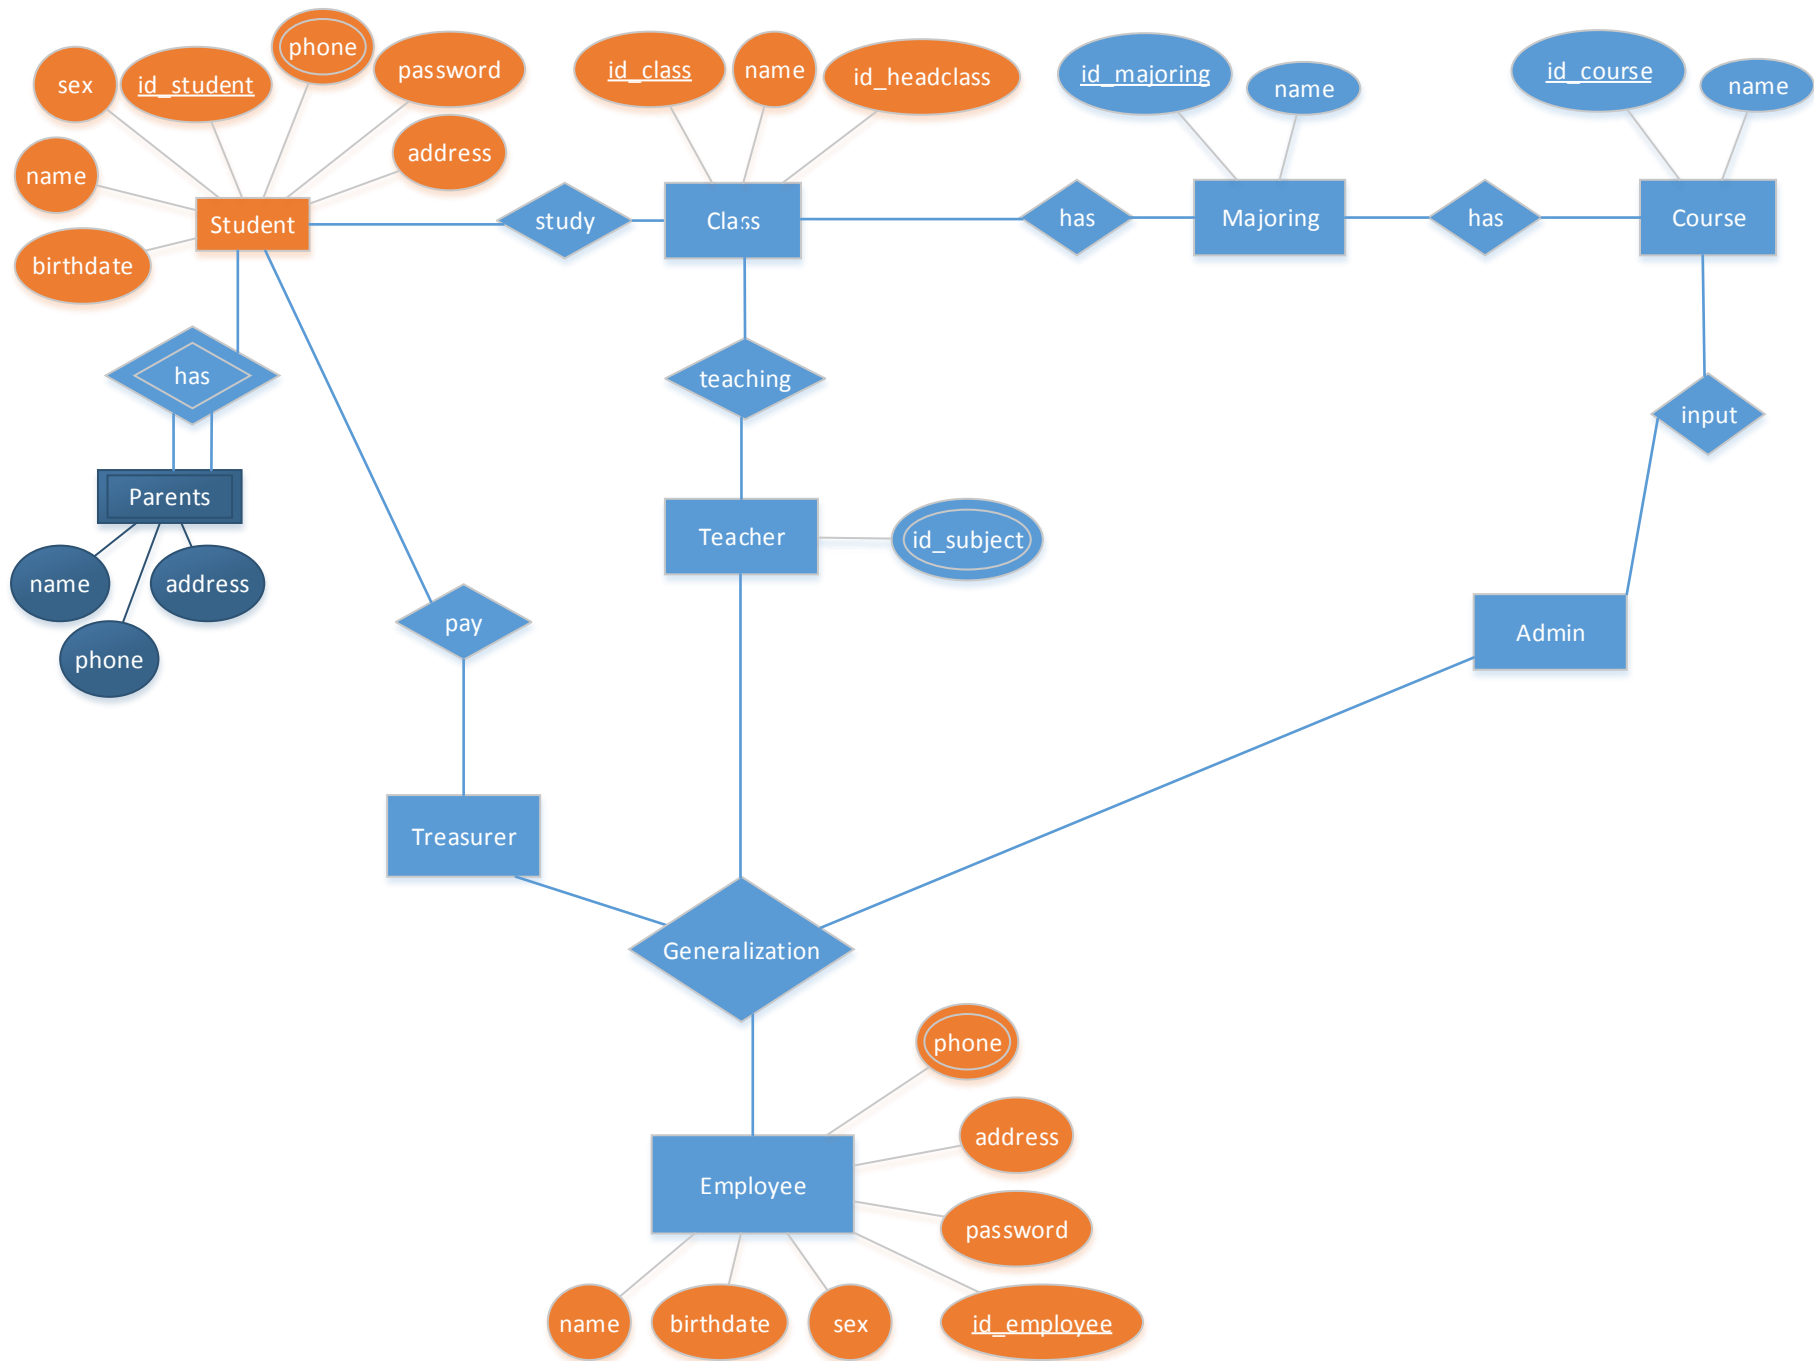 phone
sex
id_student
password
id_class
name
id_headclass
id_majoring
name
id_course
name
name
address
Student
study
Class
has
Majoring
has
Course
birthdate
has
teaching
input
Parents
Teacher
id_subject
name
address
phone
pay
Admin
Treasurer
Generalization
phone
address
Employee
password
name
birthdate
sex
id_employee